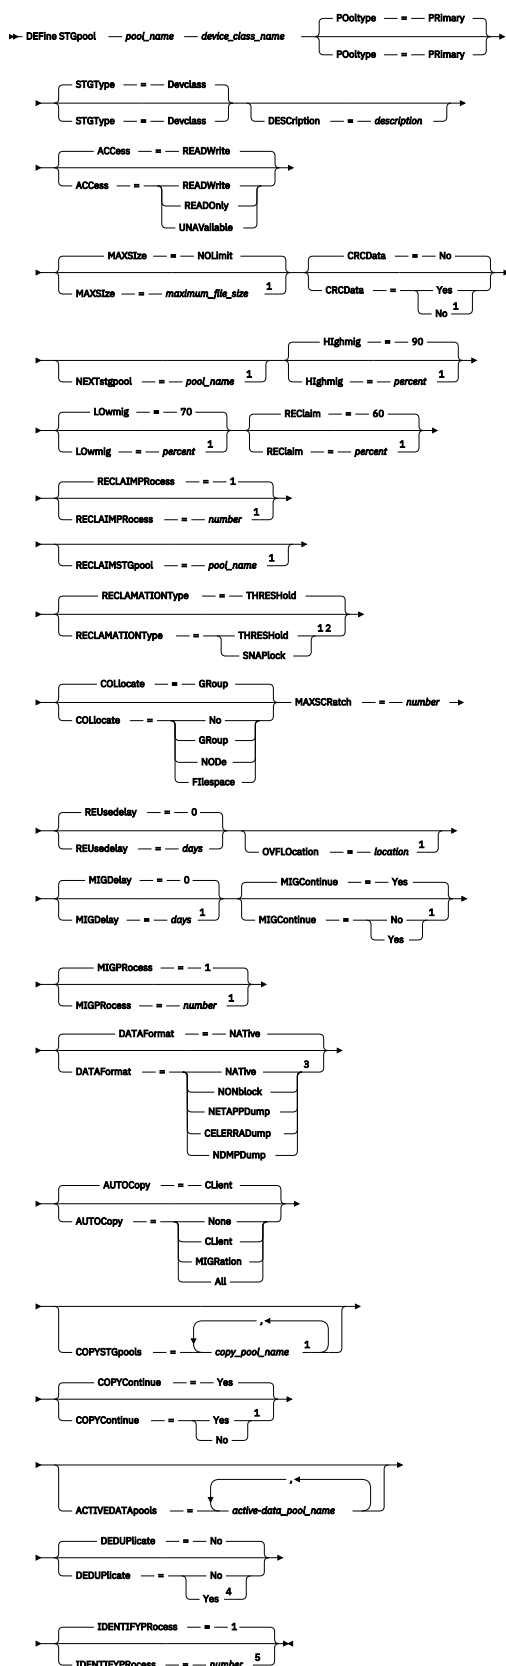 POoltype = PRimary
DEFine STGpool pool_name device_class_name
POoltype = PRimary
STGType = Devclass
STGType = Devclass
DESCription = description
ACCess = READWrite
ACCess = READWrite
READOnly
UNAVailable
MAXSIze = NOLimit
MAXSIze = maximum_file_size 1
CRCData = No
CRCData = Yes
No 1
NEXTstgpool = pool_name 1
HIghmig = 90
HIghmig = percent 1
LOwmig = 70
LOwmig = percent 1
REClaim = 60
REClaim = percent 1
RECLAIMPRocess = 1
RECLAIMPRocess = number 1
RECLAIMSTGpool = pool_name 1
RECLAMATIONType = THRESHold
RECLAMATIONType = THRESHold 1 2
SNAPlock
COLlocate = GRoup
COLlocate = No
GRoup
NODe
FIlespace
MAXSCRatch = number
REUsedelay = 0
REUsedelay = days
OVFLOcation = location 1
MIGDelay = 0
MIGDelay = days 1
MIGContinue = Yes
MIGContinue = No 1
Yes
MIGPRocess = 1
MIGPRocess = number 1
DATAFormat = NATive
DATAFormat = NATive 3
NONblock
NETAPPDump
CELERRADump
NDMPDump
AUTOCopy = CLient
AUTOCopy = None
CLient
MIGRation
All
,
COPYSTGpools = copy_pool_name 1
COPYContinue = Yes
COPYContinue = Yes 1
No
,
ACTIVEDATApools = active-data_pool_name
DEDUPlicate = No
DEDUPlicate = No
Yes 4
IDENTIFYPRocess = 1
IDENTIFYPRocess = number 5